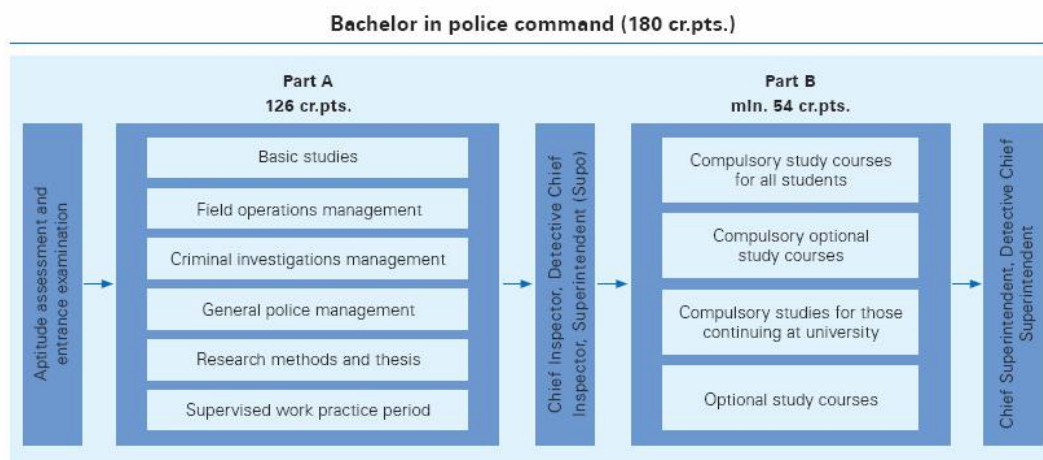 Bachelor in police command (180 cr.pts.)
Part A
126 cr.pts.
Part B
min. 54 cr.pts.
Aptitude assessment and
entrance examination
Basic studies
Field operations management
Criminal investigations management
General police management
Research methods and thesis
Supervised work practice period
Chief Inspector, Detective Chief
Inspector, Superintendent (Supo)
Compulsory study courses
for all students
Compulsory optional
study courses
Compulsory studies for those
continuing at university
Optional study courses
Chief Superintendent, Detective Chief
Superintendent